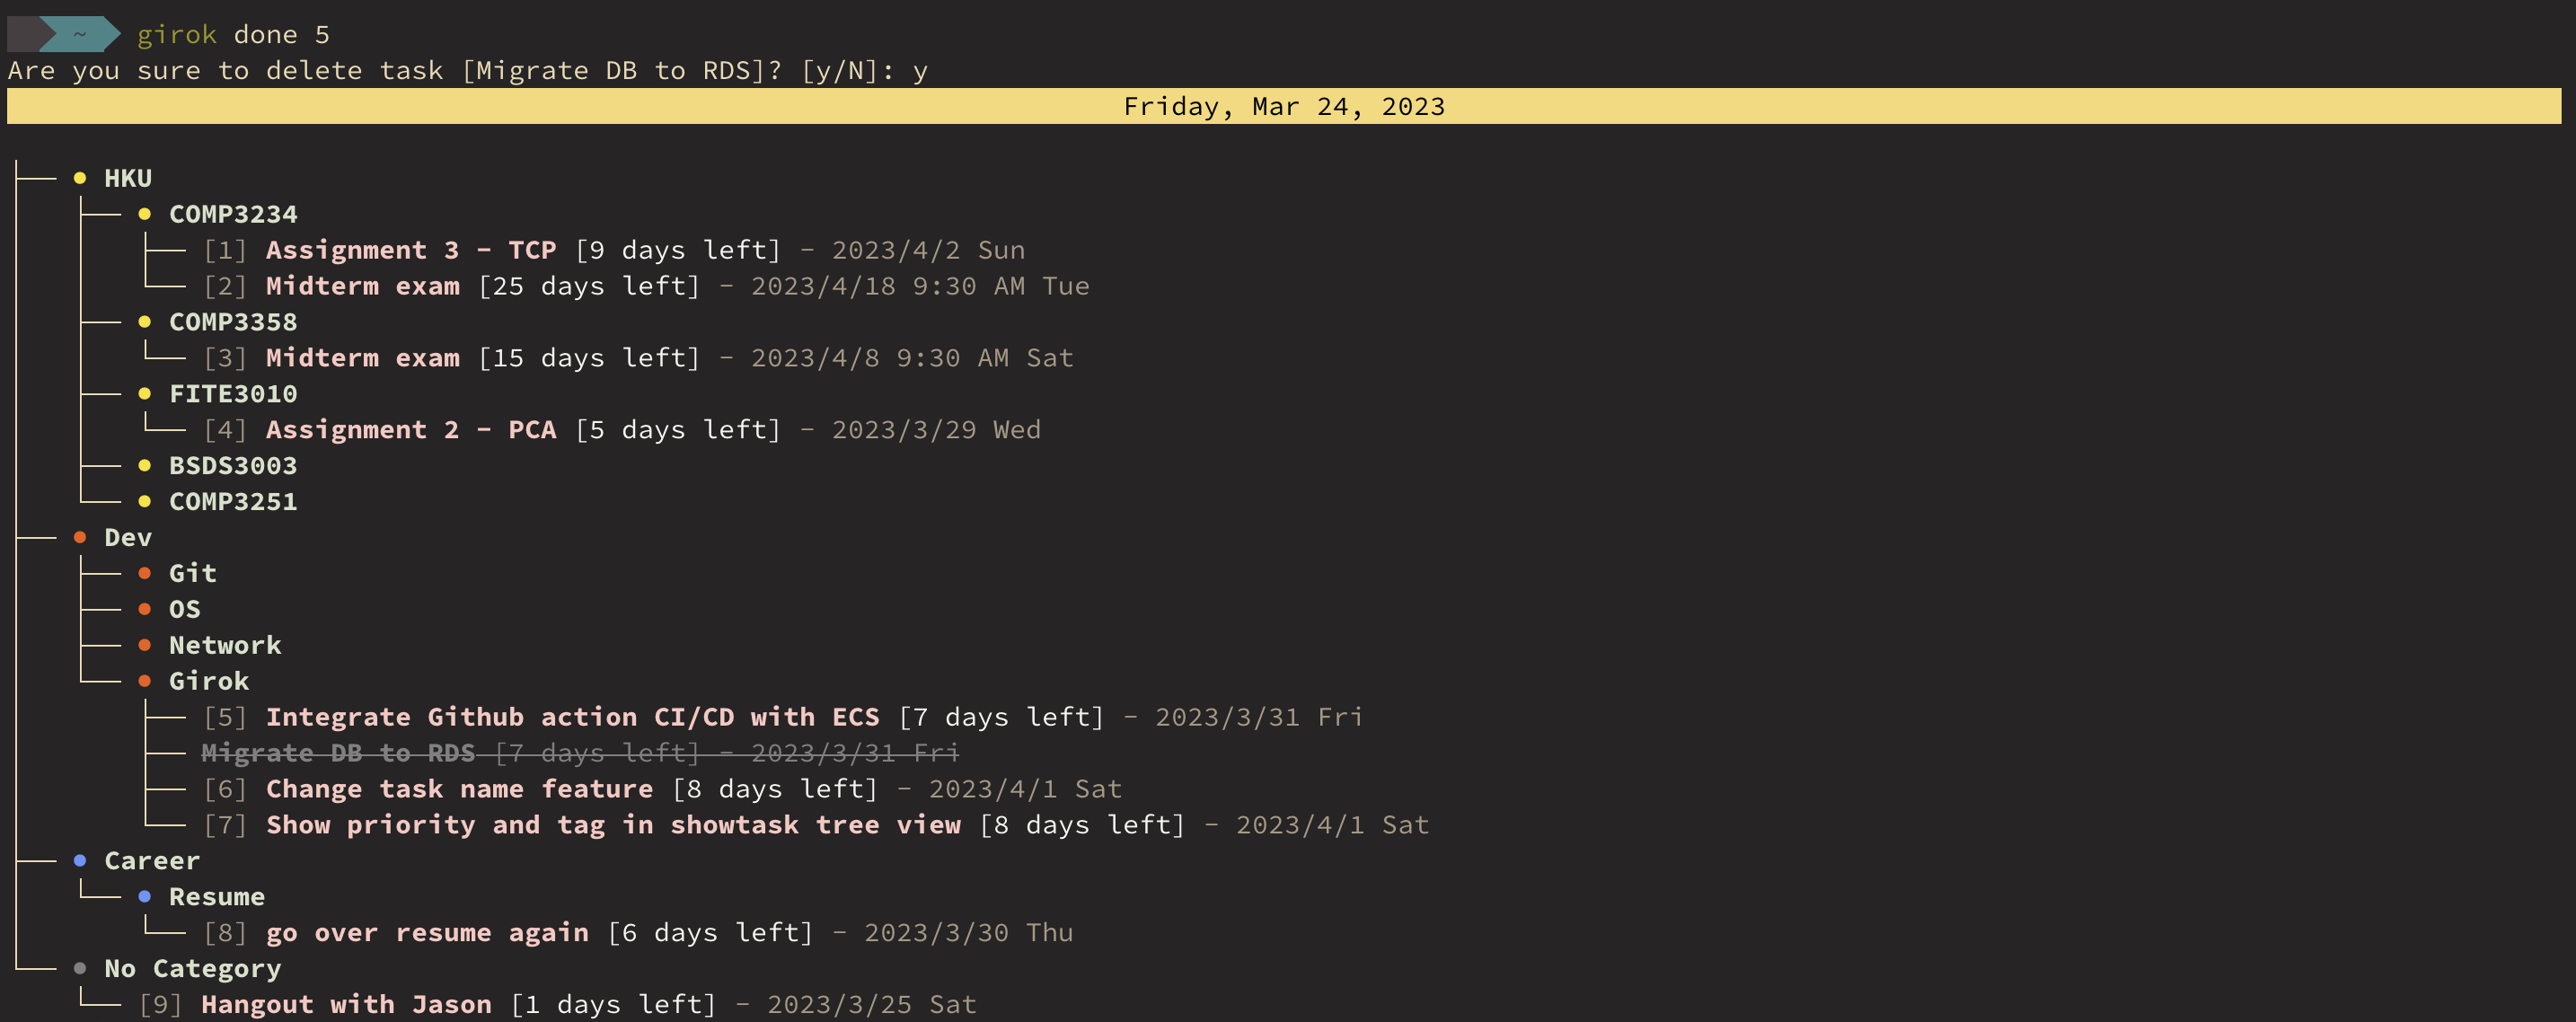 ~ girok done 5
Are you sure to delete task [Migrate DB to RDS]? [y/N]: y
Friday, Mar 24, 2023
HKU
COMP3234
[1] Assignment 3 - TCP [9 days left] - 2023/4/2 Sun
[2] Midterm exam [25 days left] - 2023/4/18 9:30 AM Tue
COMP3358
[3] Midterm exam [15 days left] - 2023/4/8 9:30 AM Sat
FITE3010
[4] Assignment 2 - PCA [5 days left] - 2023/3/29 Wed
BSDS3003
COMP3251
Dev
Git
OS
Network
Girok
[5] Integrate Github action CI/CD with ECS [7 days left] - 2023/3/31 Fri
Migrate DB to RDS [7 days left] - 2023/3/31 Fri
[6] Change task name feature [8 days left] - 2023/4/1 Sat
[7] Show priority and tag in showtask tree view [8 days left] - 2023/4/1 Sat
Career
Resume
[8] go over resume again [6 days left] - 2023/3/30 Thu
No Category
[9] Hangout with Jason [1 days left] - 2023/3/25 Sat